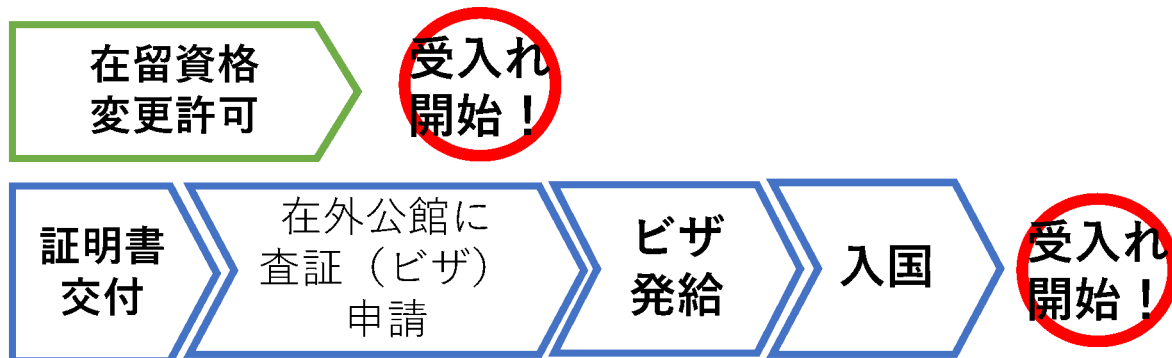 在留資格
変更許可
受入れ
開始！
証明書
交付
在外公館に
査証（ビザ）
申請
ビザ
発給
入国
受入れ
開始！